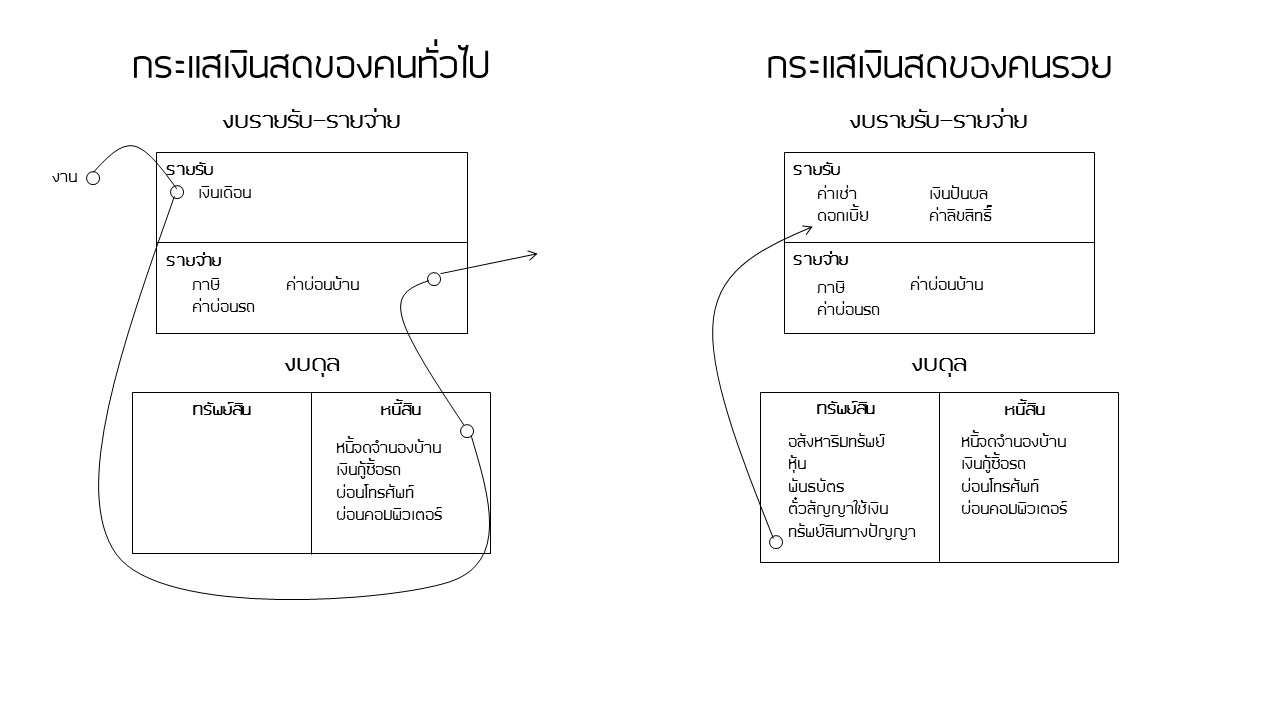 กระแสเงินสดของคนทั่วไป
งบรายรับ-รายจ่าย
งาน
รายรับ
เงินเดือน
รายจ่าย
ภาษี ค่าผ่อนบ้าน
ค่าผ่อนรถ
งบดุล
ทรัพย์สิน หนี้สิน
หนี้จดจำนองบ้าน
เงินกู้ซื้อรถ
ผ่อนโทรศัพท์
ผ่อนคอมพิวเตอร์
กระแสเงินสดของคนรวย
งบรายรับ-รายจ่าย
รายรับ
ค่าเช่า เงินปันผล
ดอกเบี้ย ค่าลิขสิทธิ์
รายจ่าย
ภาษี ค่าผ่อนบ้าน
ค่าผ่อนรถ
งบดุล
ทรัพย์สิน หนี้สิน
อสังหาริมทรัพย์ หนี้จดจำนองบ้าน
หุ้น เงินกู้ซื้อรถ
พันธบัตร ผ่อนโทรศัพท์
ตั๋วสัญญาใช้เงิน ผ่อนคอมพิวเตอร์
ทรัพย์สินทางปัญญา